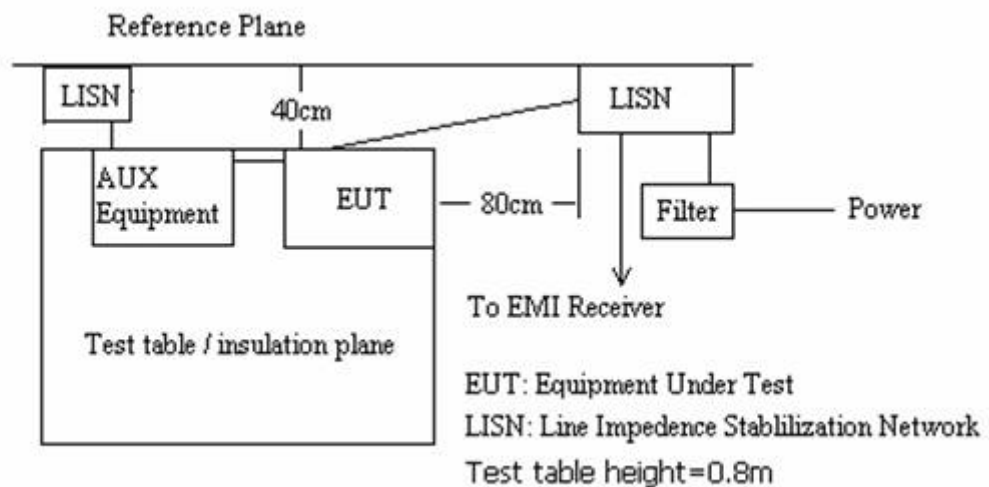 Reference Plane
LISN
40cm
LISN
AUX
Equipment
EUT
80cm
Filter
Power
To EMI Receiver
Test table / insulation plane
EUT: Equipment Under Test
LISN: Line Impedence Stablilization Network
Test table height=0.8m